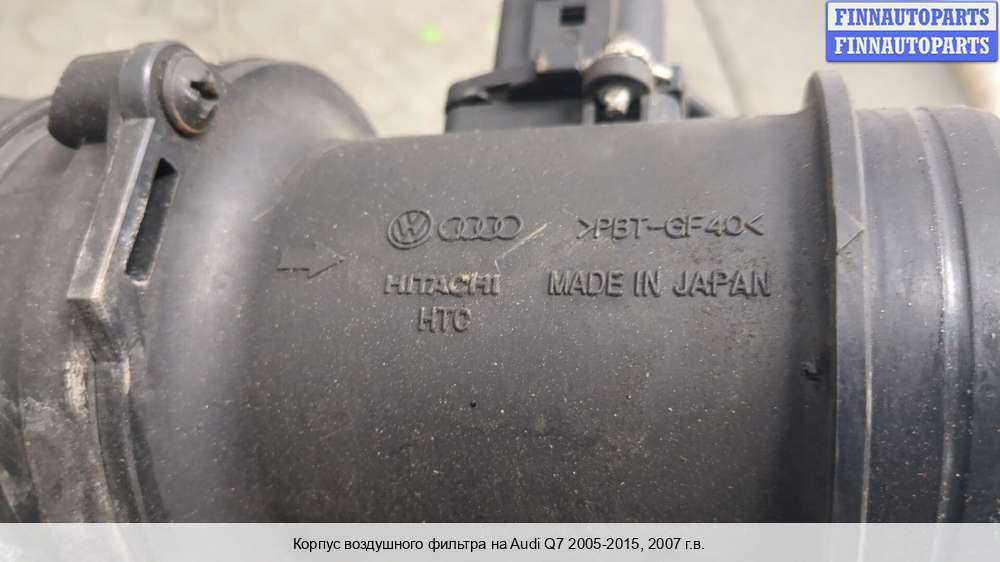 FINNAUTOPARTS
FINNAUTOPARTS
>PBT-GF40<
HITACHI
MADE IN JAPAN
HTC
Корпус воздушного фильтра на Audi Q7 2005-2015, 2007 г.в.